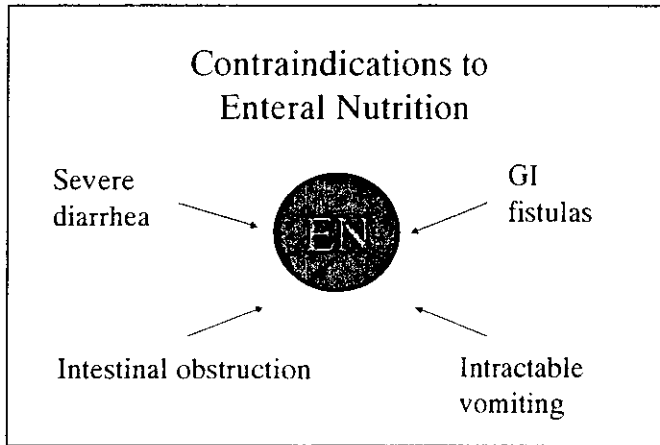 Contraindications to
Enteral Nutrition
Severe
diarrhea
GI
fistulas
EN
Intestinal obstruction
Intractable
vomiting